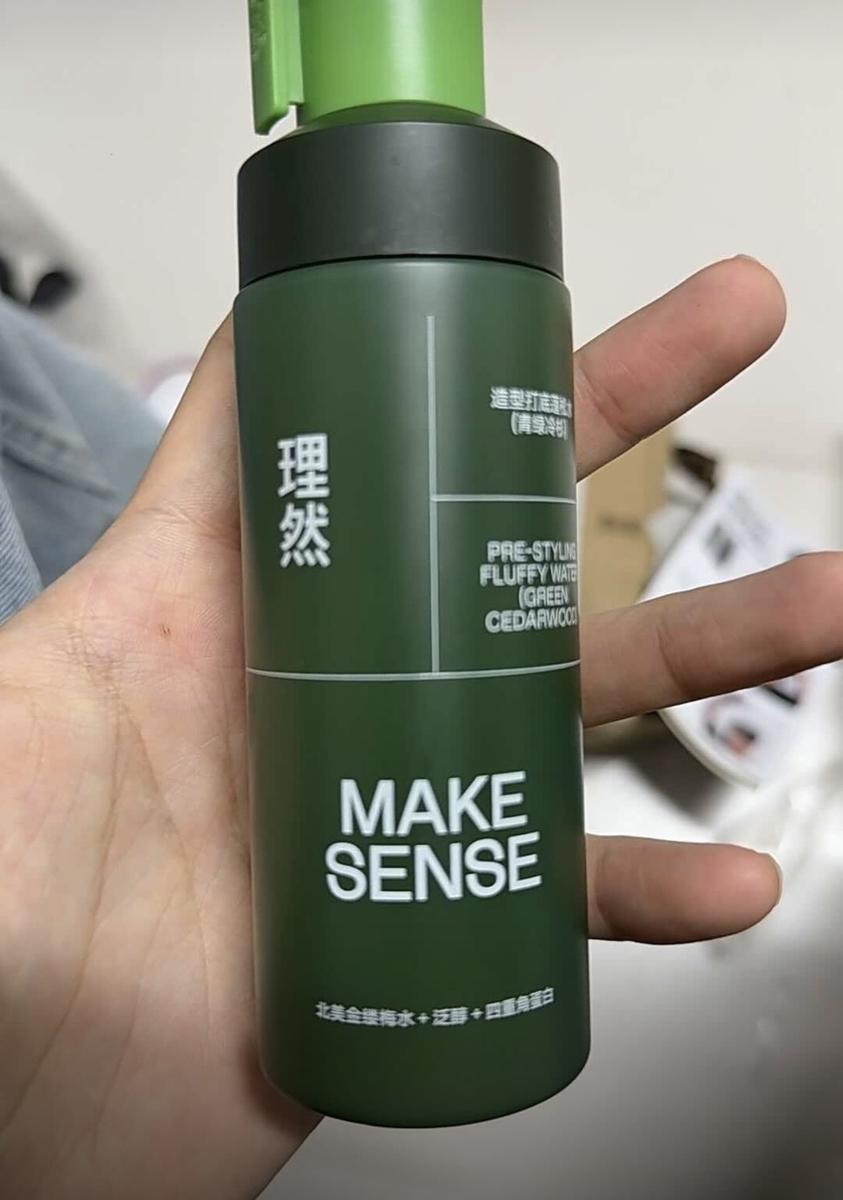 理然
造型打底蓬松水
(青绿冷杉)
PRE-STYLING
FLUFFY WATER
(GREEN
CEDARWOOD)
MAKE
SENSE
北美金缕梅水+泛醇+四重角蛋白